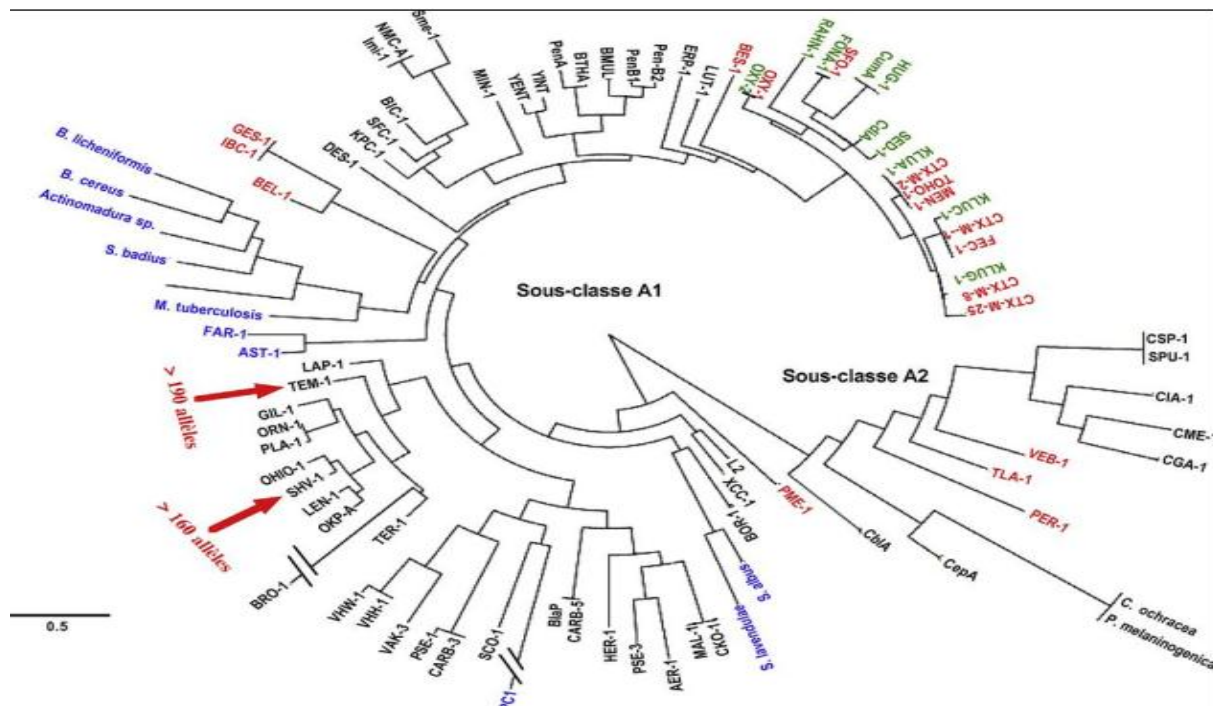 Sme-1
NMC-A
Imi-1
BIC-1
SFC-1
KPC-1
DES-1
MIN-1
YENT
YINT
PenA
BTHA
BMUL
PenB1
Pen-B2
ERP-1
LUT-1
BES-1
OXY-2
OXY-1
RAHN-1
FONA-1
SFO-1
CumA
HUG-1
CdiA
SED-1
KLUA-1
CTX-M-2
TOHO-1
MEN-1
KLUC-1
CTX-M--1
FEC-1
KLUG-1
CTX-M-8
CTX-M-25
GES-1
IBC-1
BEL-1
B. licheniformis
B. cereus
Actinomadura sp.
S. badius
M. tuberculosis
FAR-1
AST-1
Sous-classe A1
Sous-classe A2
CSP-1
SPU-1
CIA-1
CME-1
CGA-1
VEB-1
TLA-1
PER-1
CblA
CepA
C. ochracea
P. melaninogenica
PME-1
L2
XCC-1
BOR-1
S. albus
S. lavendulae
> 190 allèles
> 160 allèles
LAP-1
TEM-1
GIL-1
ORN-1
PLA-1
OHIO-1
SHV-1
LEN-1
OKP-A
TER-1
BRO-1
VHW-1
VHH-1
VAK-3
PSE-1
CARB-3
SCO-1
PC1
BlaP
CARB-5
HER-1
PSE-3
AER-1
MAL-1
CKO-1
0.5